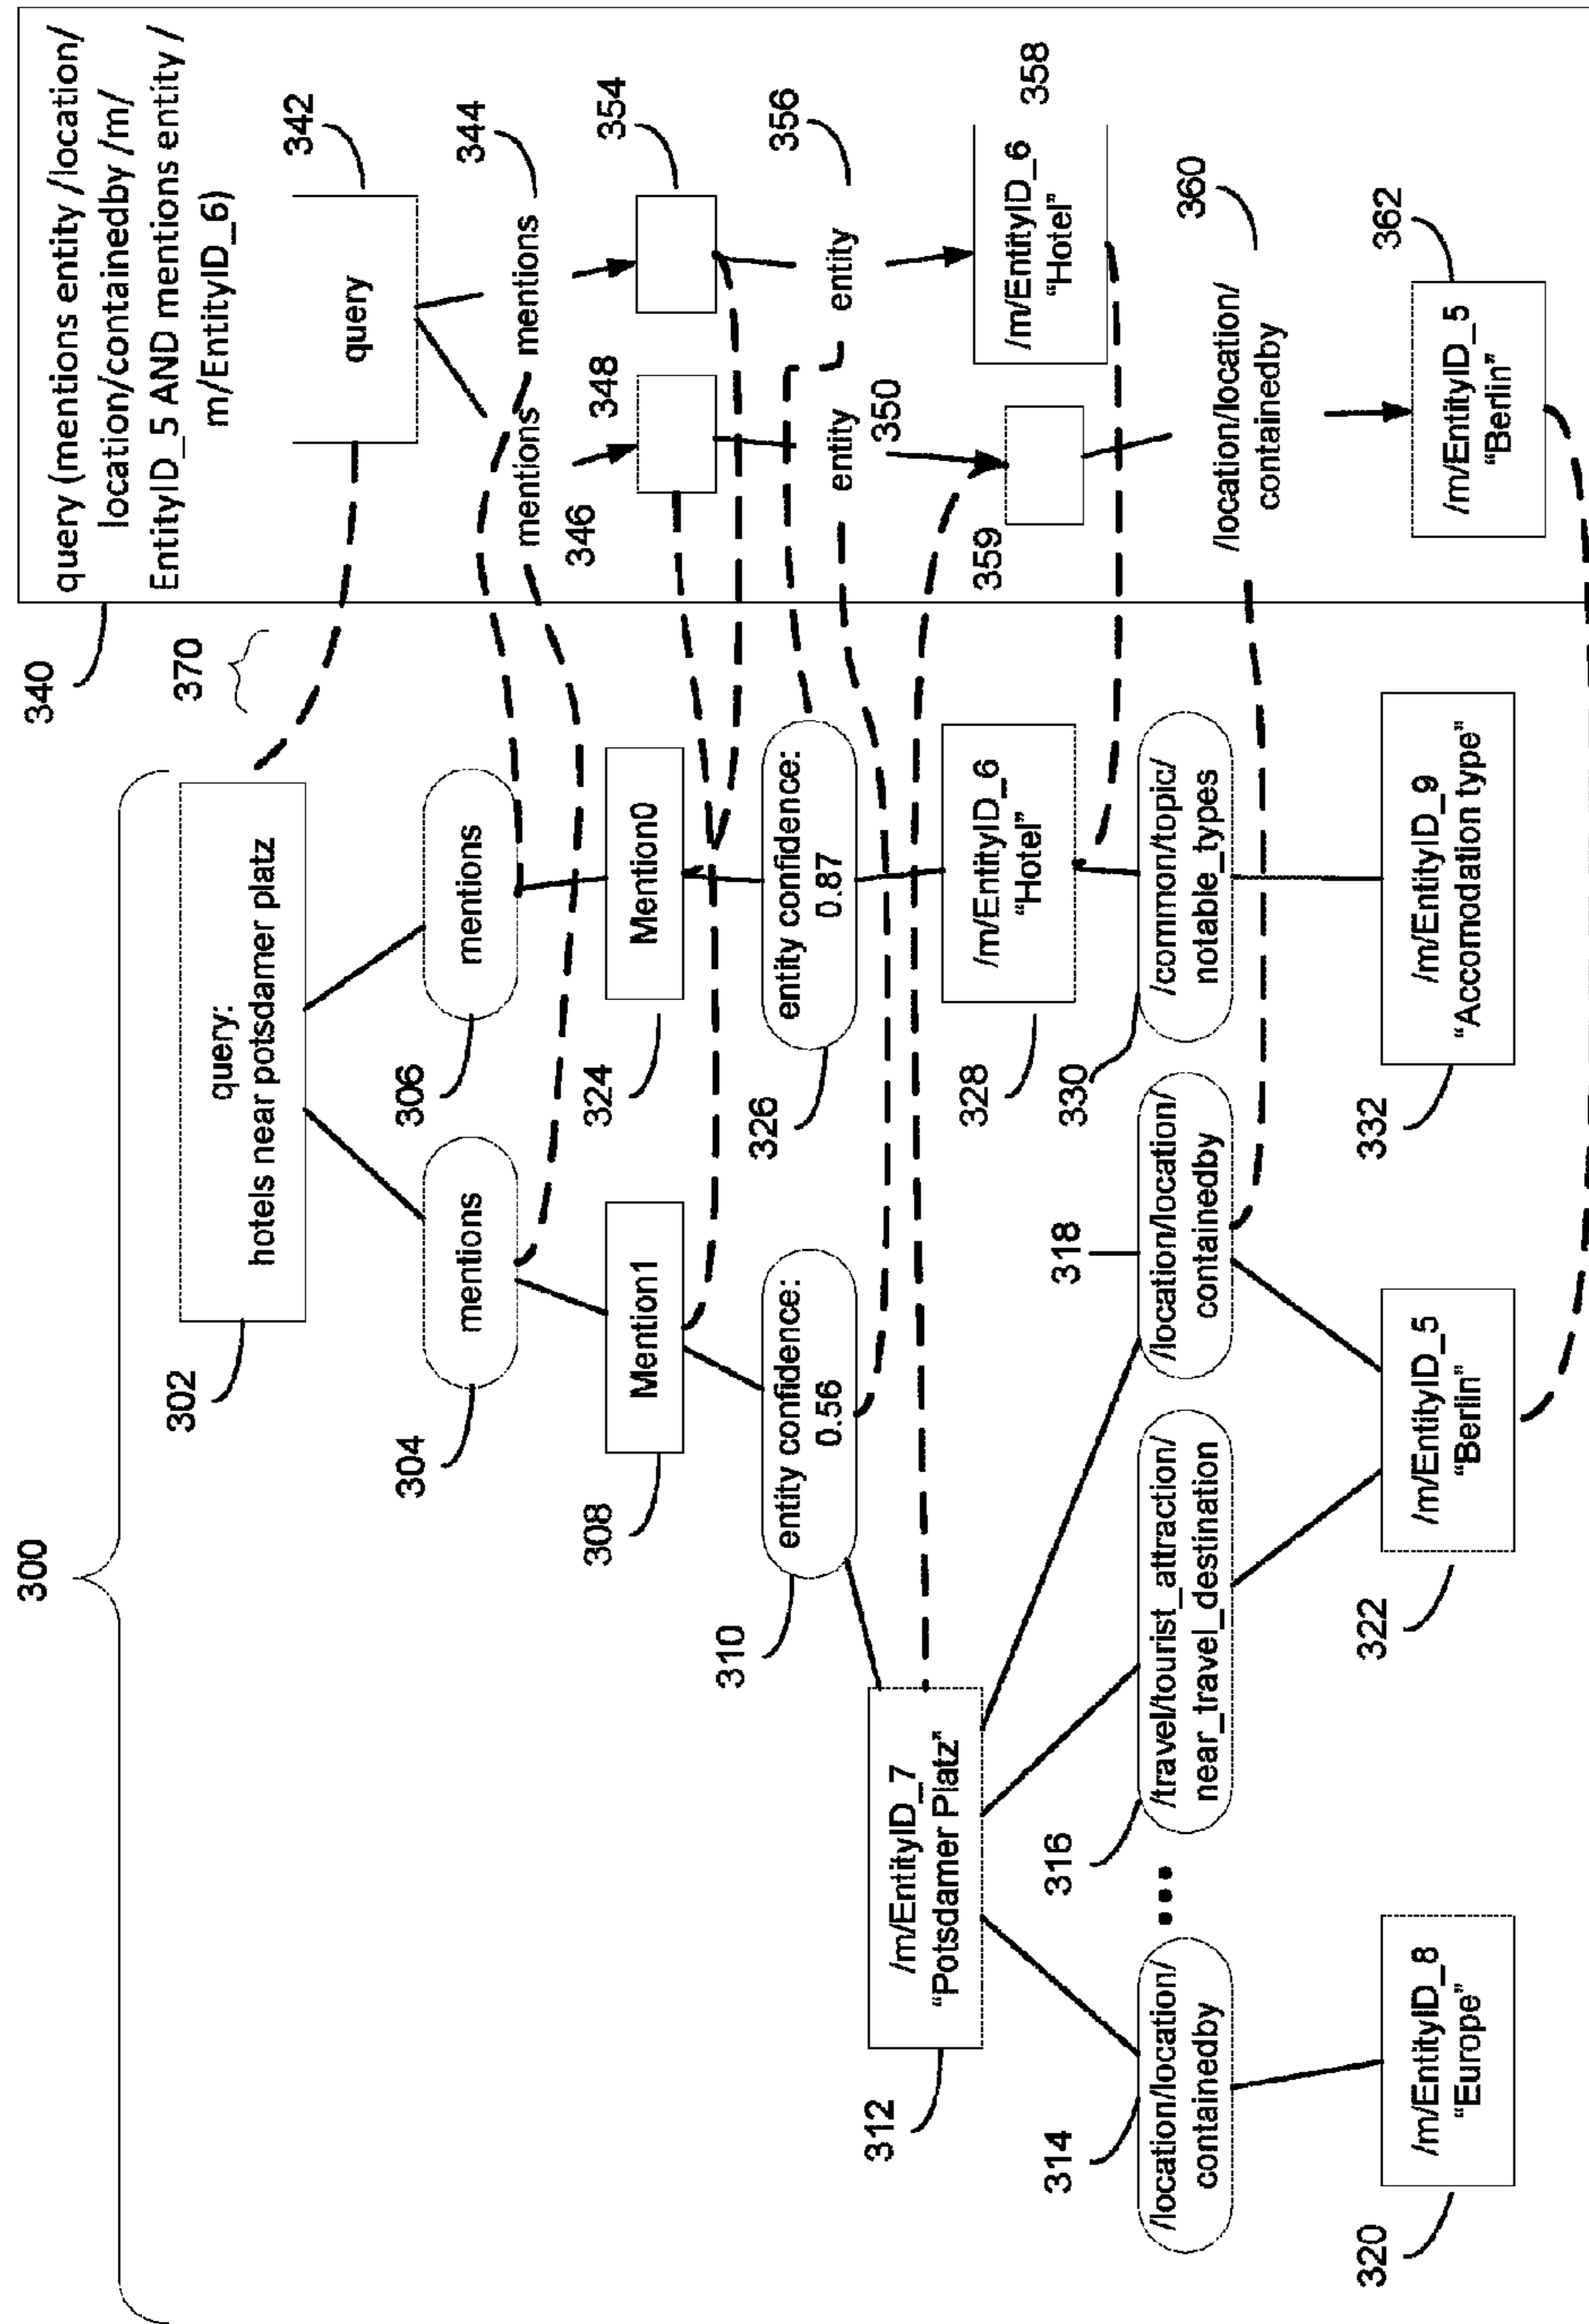 300
query:
hotels near potsdamer platz
302
mentions
304
mentions
306
Mention1
308
Mention0
324
entity confidence:
0.56
310
entity confidence:
0.87
326
/m/EntityID_7
“Potsdamer Platz”
312
/m/EntityID_6
“Hotel”
328
/location/location/
containedby
314
/travel/tourist_attraction/
near_travel_destination
316
/location/location/
containedby
318
/common/topic/
notable_types
330
/m/EntityID_8
“Europe”
320
/m/EntityID_5
“Berlin”
322
/m/EntityID_9
“Accomodation type”
332
340
370
query (mentions entity /location/
location/containedby /m/
EntityID_5 AND mentions entity /
m/EntityID_6)
query
342
mentions
mentions
344
346
348
354
entity
entity
350
356
359
/m/EntityID_6
“Hotel”
358
/location/location/
containedby
360
/m/EntityID_5
“Berlin”
362